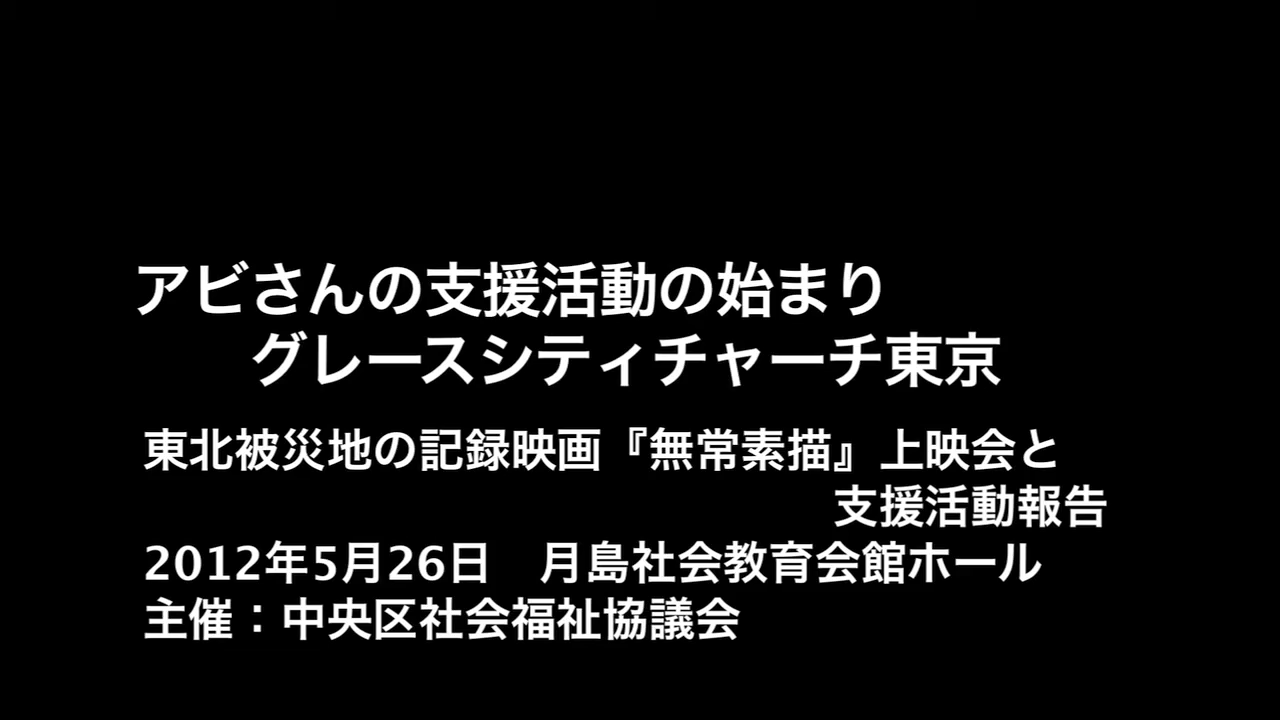 アビさんの支援活動の始まり
グレースシティチャーチ東京
東北被災地の記録映画『無常素描』上映会と
支援活動報告
2012年5月26日　月島社会教育会館ホール
主催：中央区社会福祉協議会